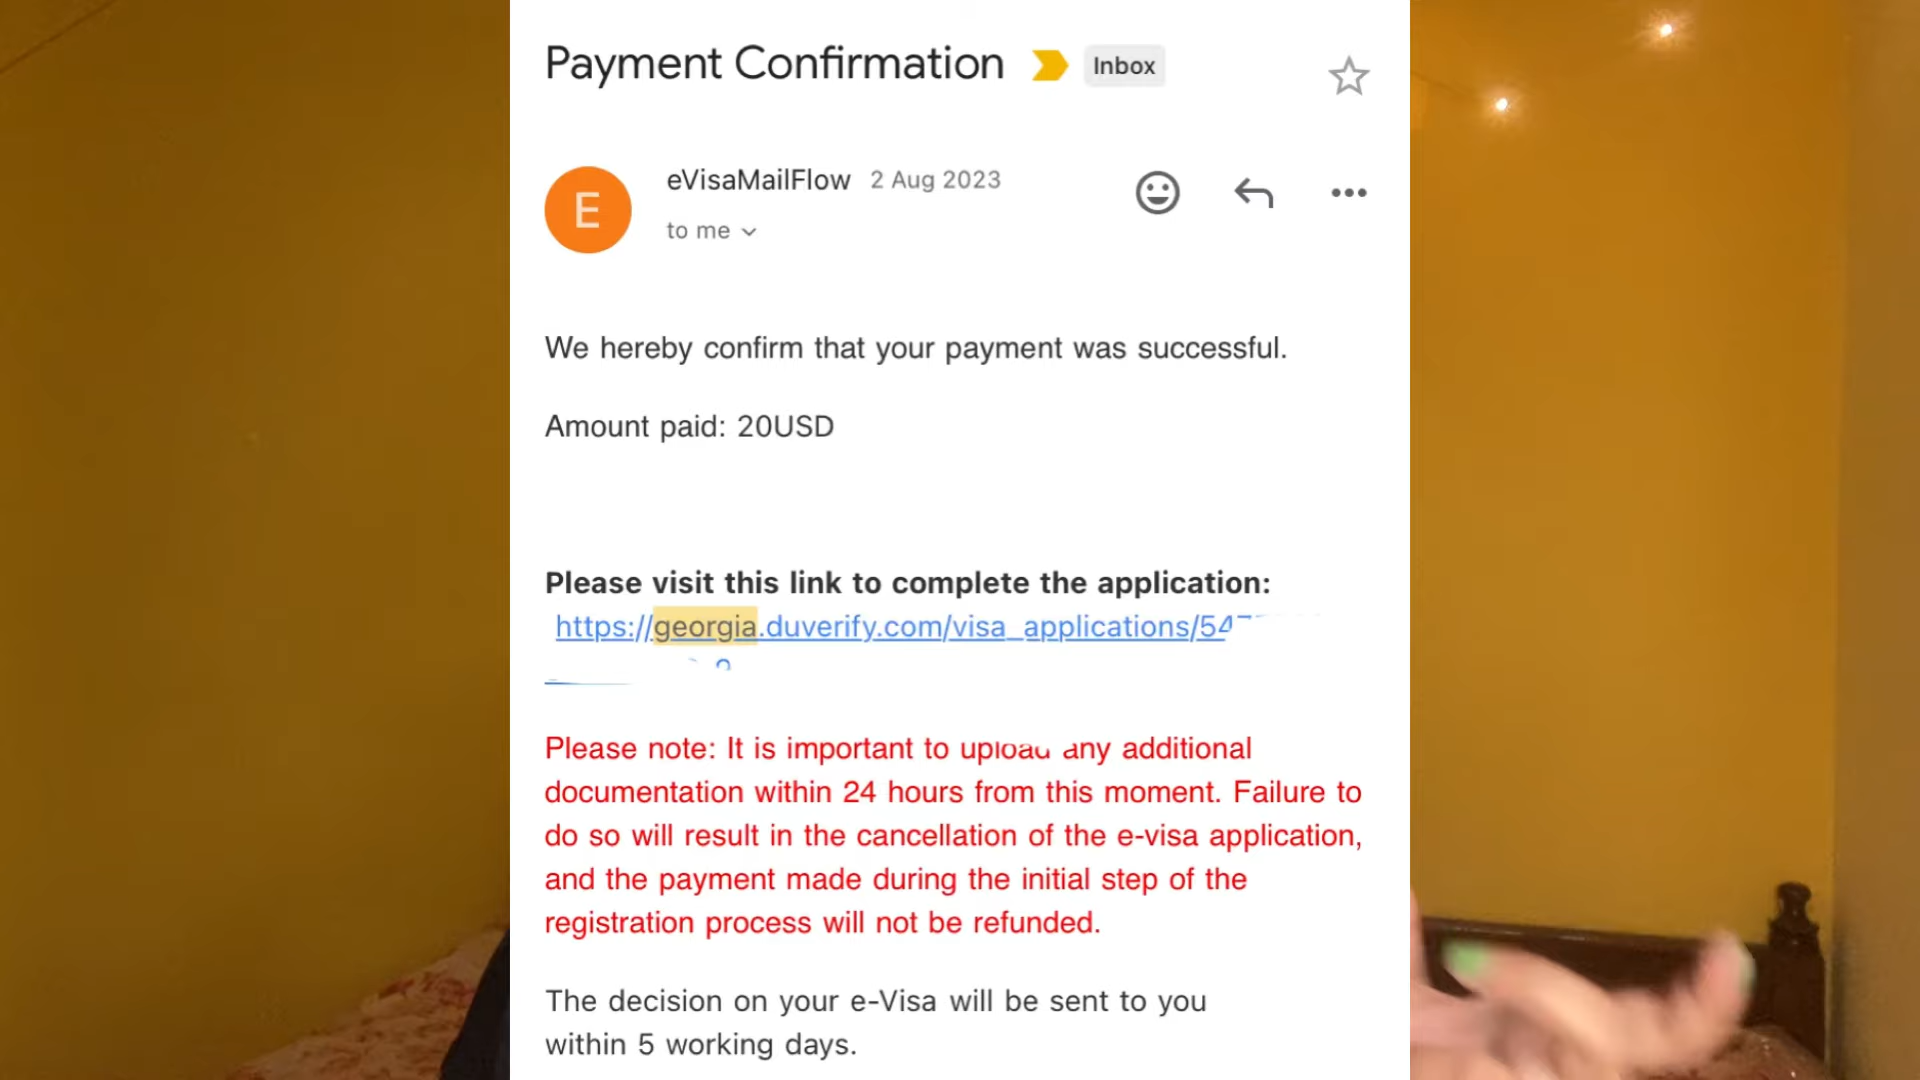 Payment Confirmation
Inbox
E
eVisaMailFlow 2 Aug 2023
to me
We hereby confirm that your payment was successful.
Amount paid: 20USD
Please visit this link to complete the application:
https://georgia.duverify.com/visa_applications/54
Please note: It is important to upload any additional
documentation within 24 hours from this moment. Failure to
do so will result in the cancellation of the e-visa application,
and the payment made during the initial step of the
registration process will not be refunded.
The decision on your e-Visa will be sent to you
within 5 working days.